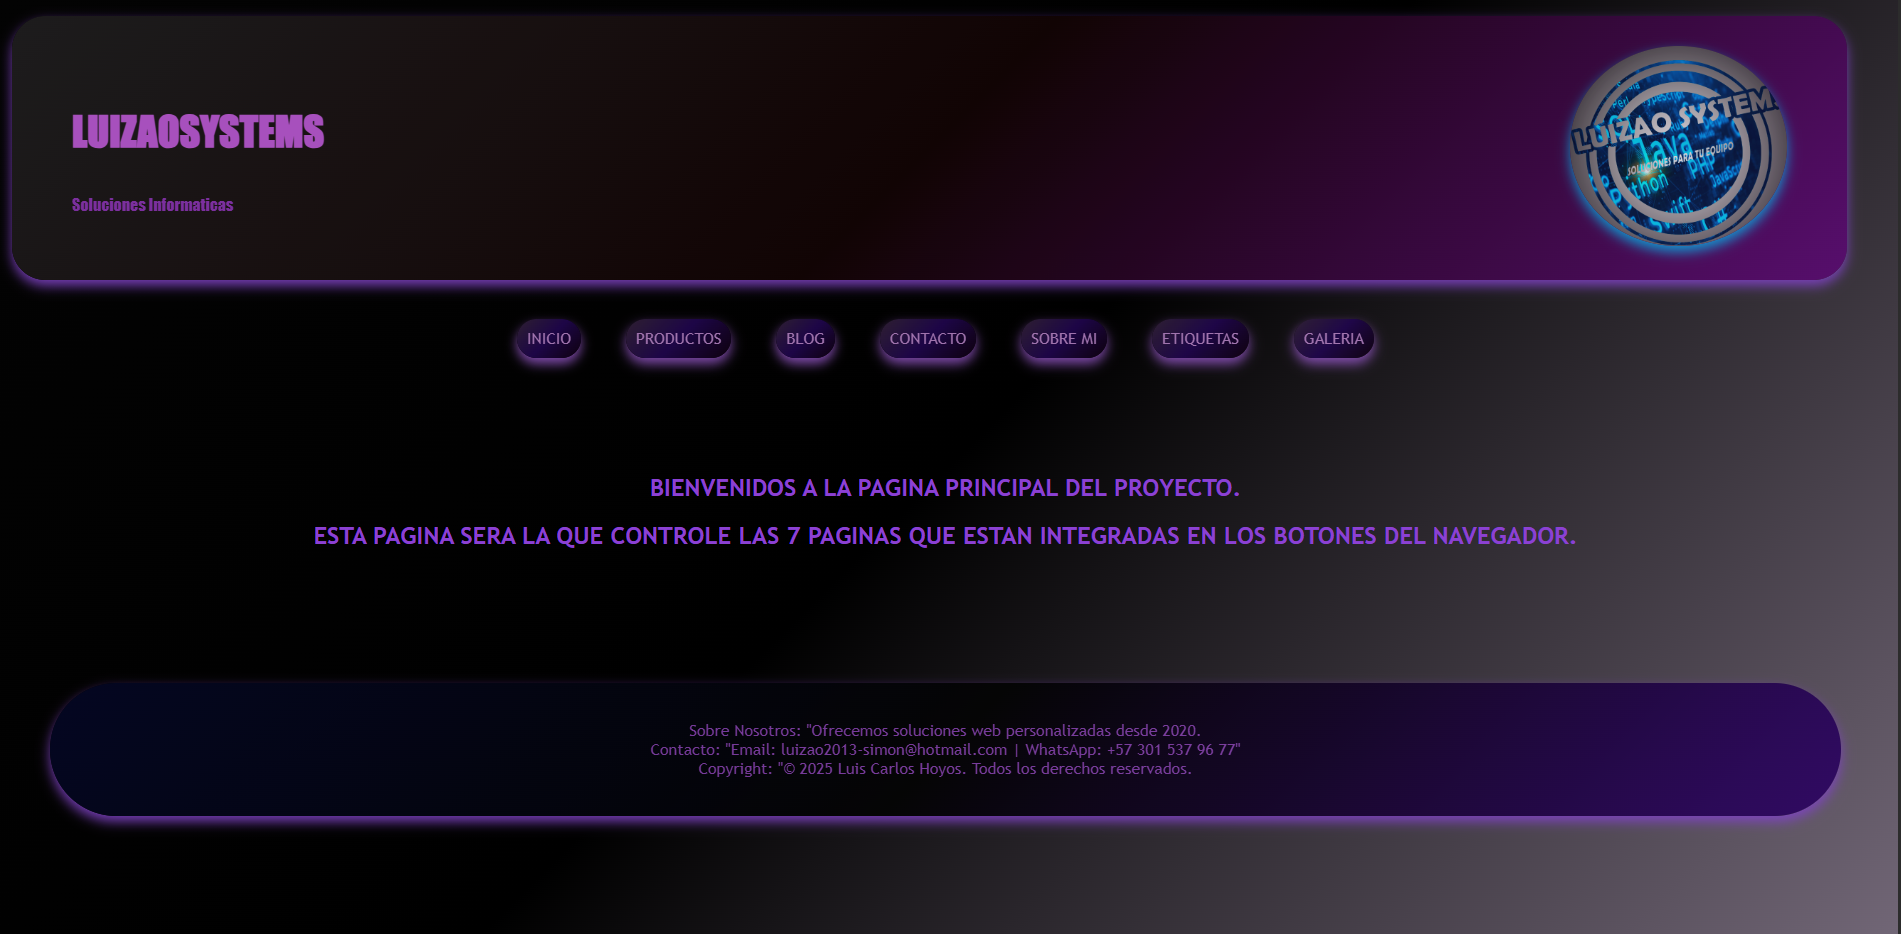 LUIZAOSYSTEMS
Soluciones Informaticas
LUIZAO SYSTEM
SOLUCIONES PARA TU EQUIPO
Perl
TypeScript
Java
PHP
Python
JavaScr
Swift
INICIO
PRODUCTOS
BLOG
CONTACTO
SOBRE MI
ETIQUETAS
GALERIA
BIENVENIDOS A LA PAGINA PRINCIPAL DEL PROYECTO.
ESTA PAGINA SERA LA QUE CONTROLE LAS 7 PAGINAS QUE ESTAN INTEGRADAS EN LOS BOTONES DEL NAVEGADOR.
Sobre Nosotros: "Ofrecemos soluciones web personalizadas desde 2020.
Contacto: "Email: luizao2013-simon@hotmail.com | WhatsApp: +57 301 537 96 77"
Copyright: "© 2025 Luis Carlos Hoyos. Todos los derechos reservados.